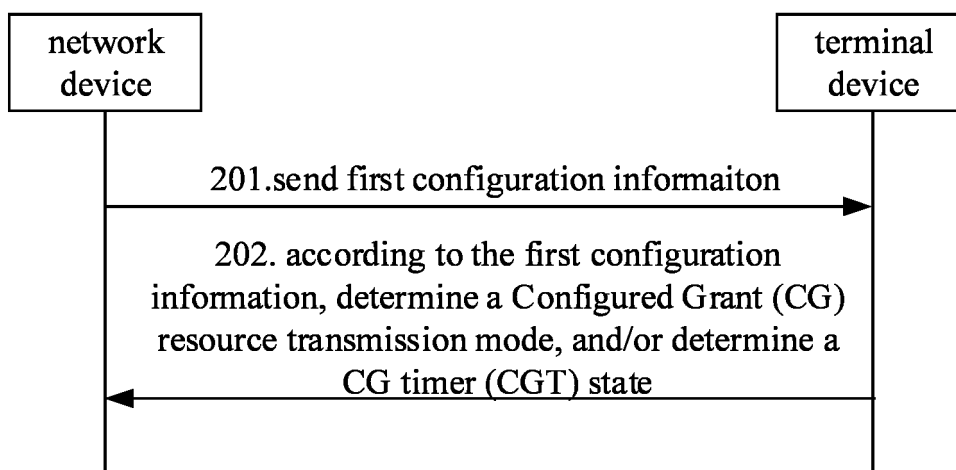 network
device
terminal
device
201.send first configuration informaiton
202. according to the first configuration
information, determine a Configured Grant (CG)
resource transmission mode, and/or determine a
CG timer (CGT) state